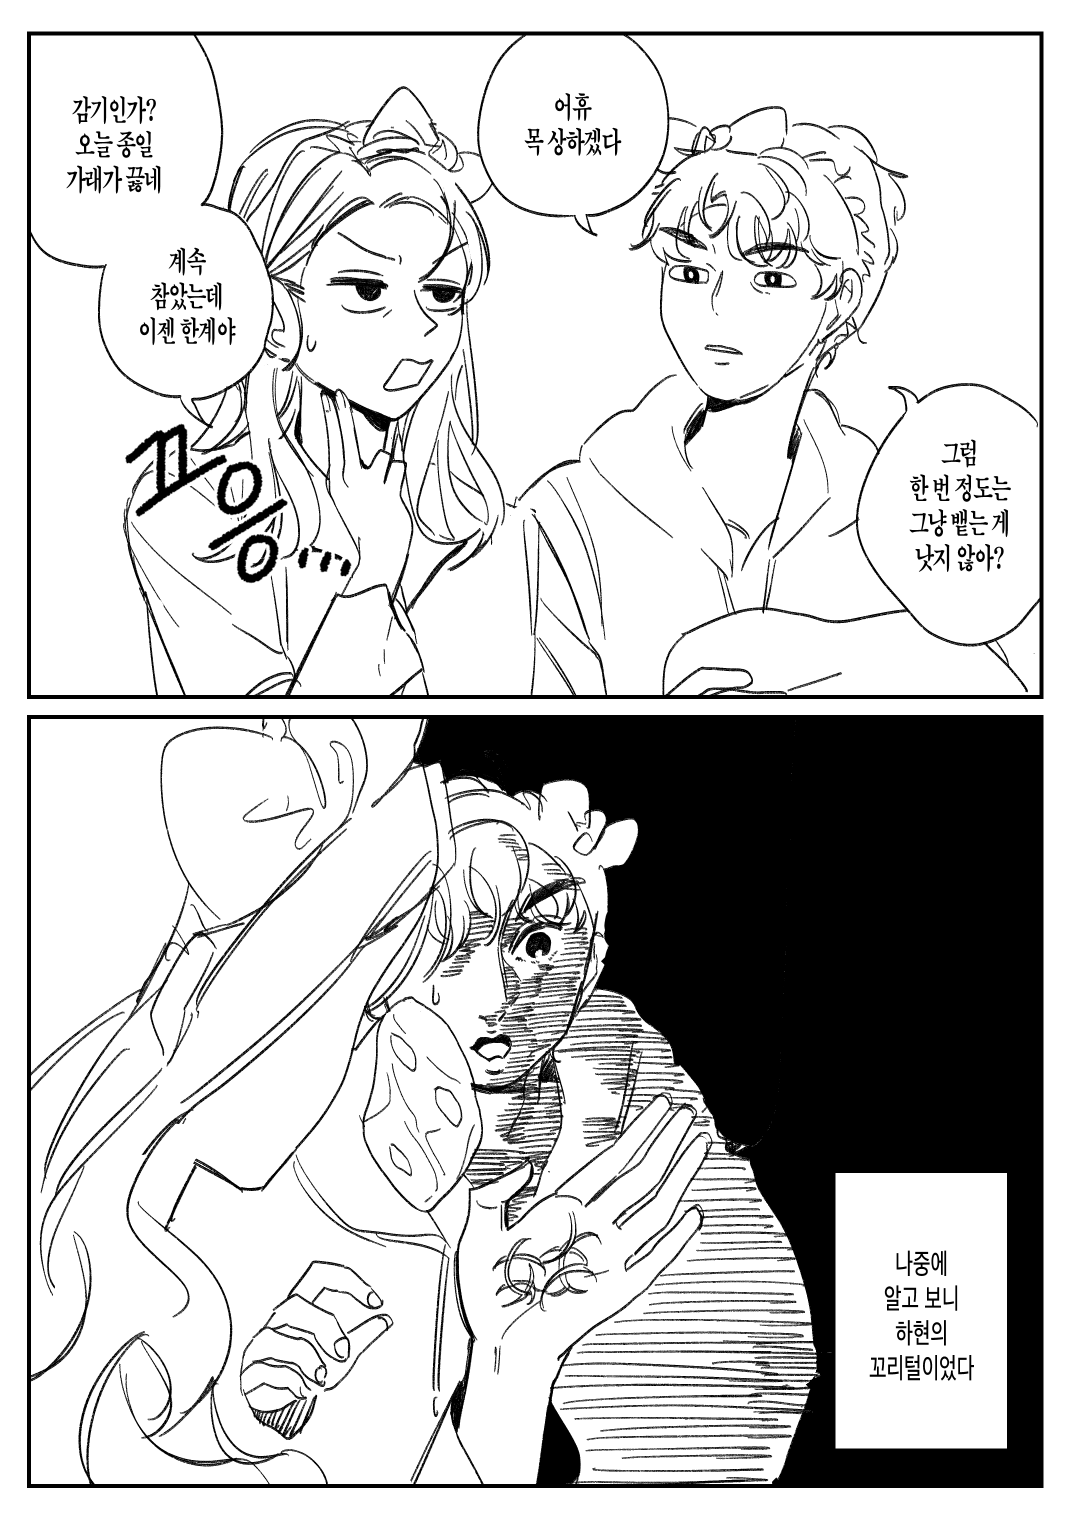 감기인가?
오늘 종일
가래가 끓네
계속
참았는데
이젠 한계야
어휴
목 상하겠다
끄응...
그럼
한 번 정도는
그냥 뱉는 게
낫지 않아?
나중에
알고 보니
하현의
꼬리털이었다